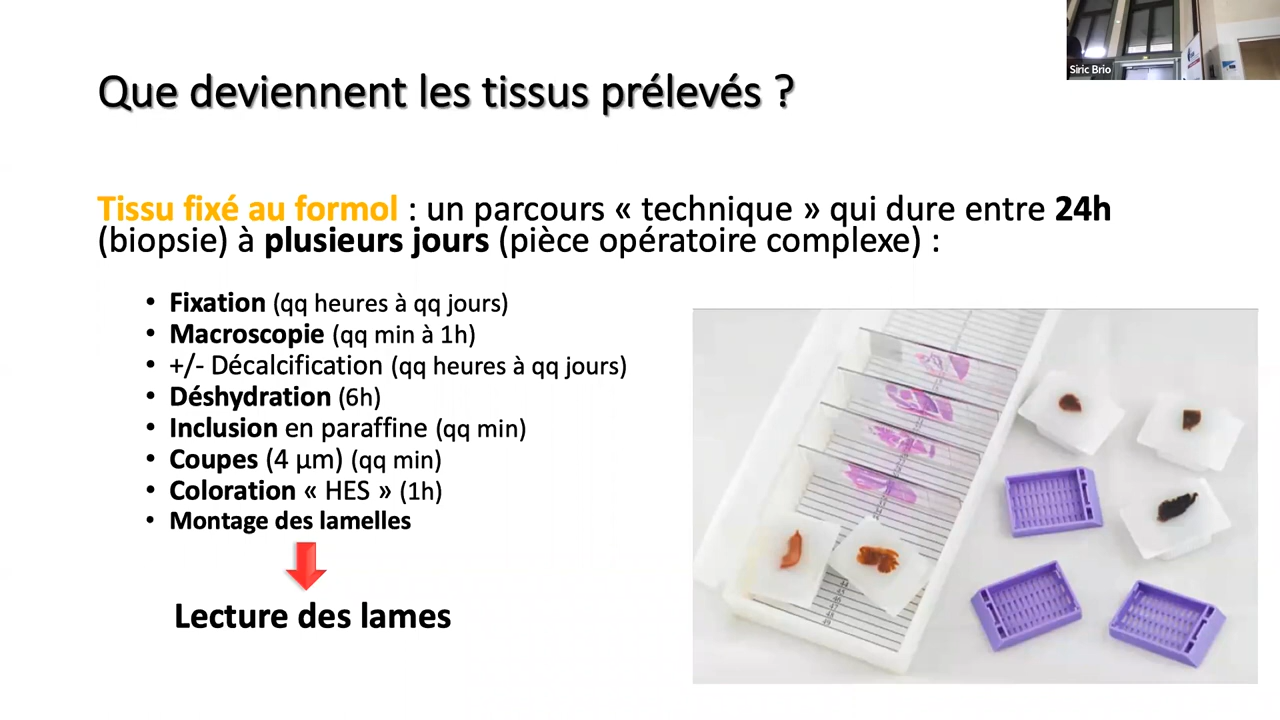 Siric Brio
Que deviennent les tissus prélevés ?
Tissu fixé au formol : un parcours « technique » qui dure entre 24h
(biopsie) à plusieurs jours (pièce opératoire complexe) :
• Fixation (qq heures à qq jours)
• Macroscopie (qq min à 1h)
• +/- Décalcification (qq heures à qq jours)
• Déshydration (6h)
• Inclusion en paraffine (qq min)
• Coupes (4 µm) (qq min)
• Coloration « HES » (1h)
• Montage des lamelles
Lecture des lames